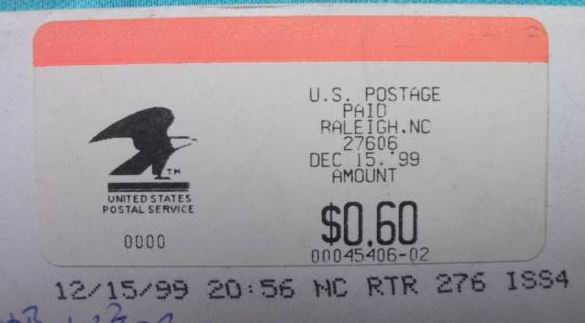 U.S. POSTAGE
PAID
RALEIGH.NC
27606
DEC 15.'99
AMOUNT
$0.60
00045406-02
TM
UNITED STATES
POSTAL SERVICE
0000
12/15/99 20:56 NC RTR 276 ISS4